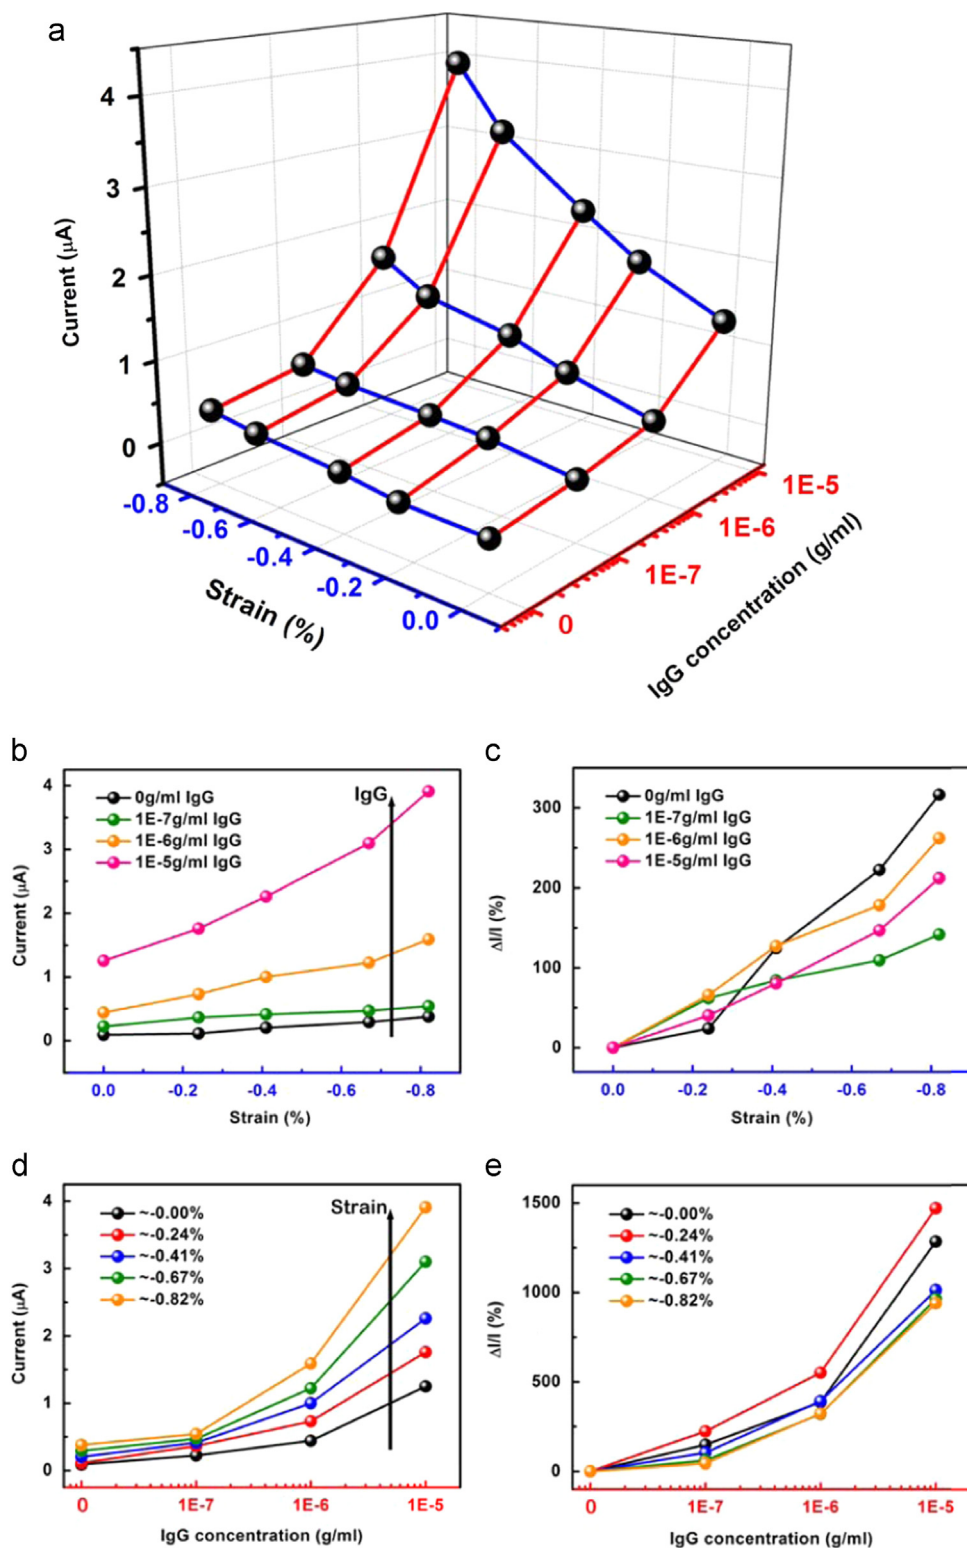 a
4
3
2
1
0
Current (μA)
-0.8
-0.6
-0.4
-0.2
0.0
Strain (%)
0
1E-7
1E-6
1E-5
IgG concentration (g/ml)
b
4
3
2
1
0
Current (μA)
0g/ml IgG
1E-7g/ml IgG
1E-6g/ml IgG
1E-5g/ml IgG
IgG
0.0 -0.2 -0.4 -0.6 -0.8
Strain (%)
c
300
200
100
0
ΔI/I (%)
0g/ml IgG
1E-7g/ml IgG
1E-6g/ml IgG
1E-5g/ml IgG
0.0 -0.2 -0.4 -0.6 -0.8
Strain (%)
d
4
3
2
1
0
Current (μA)
~-0.00%
~-0.24%
~-0.41%
~-0.67%
~-0.82%
Strain
0 1E-7 1E-6 1E-5
IgG concentration (g/ml)
e
1500
1000
500
0
ΔI/I (%)
~-0.00%
~-0.24%
~-0.41%
~-0.67%
~-0.82%
0 1E-7 1E-6 1E-5
IgG concentration (g/ml)